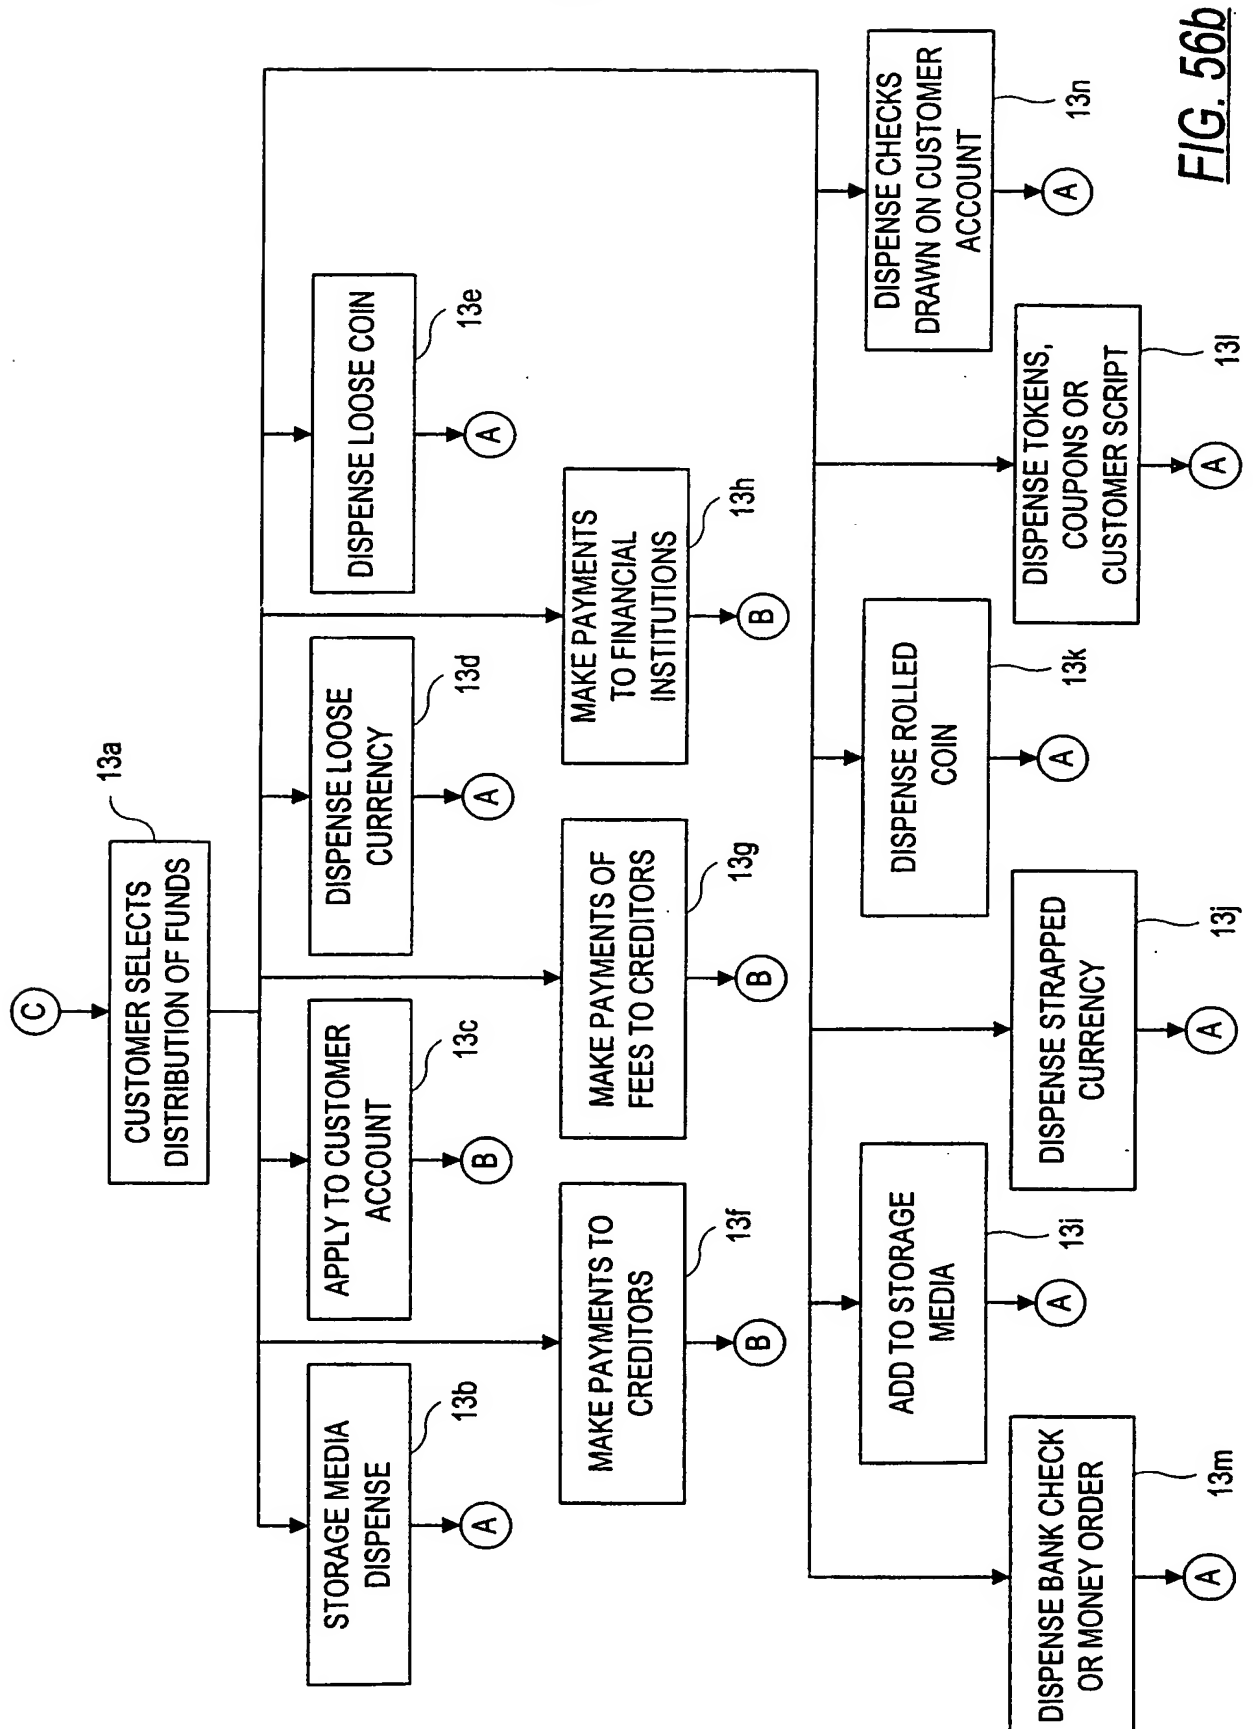 C
CUSTOMER SELECTS
DISTRIBUTION OF FUNDS
13a
STORAGE MEDIA
DISPENSE
13b
A
APPLY TO CUSTOMER
ACCOUNT
13c
B
DISPENSE LOOSE
CURRENCY
13d
A
DISPENSE LOOSE COIN
13e
A
MAKE PAYMENTS TO
CREDITORS
13f
B
MAKE PAYMENTS OF
FEES TO CREDITORS
13g
B
MAKE PAYMENTS
TO FINANCIAL
INSTITUTIONS
13h
B
ADD TO STORAGE
MEDIA
13i
A
DISPENSE ROLLED
COIN
13k
A
DISPENSE CHECKS
DRAWN ON CUSTOMER
ACCOUNT
13n
A
DISPENSE BANK CHECK
OR MONEY ORDER
13m
A
DISPENSE STRAPPED
CURRENCY
13j
A
DISPENSE TOKENS,
COUPONS OR
CUSTOMER SCRIPT
13l
A
FIG. 56b